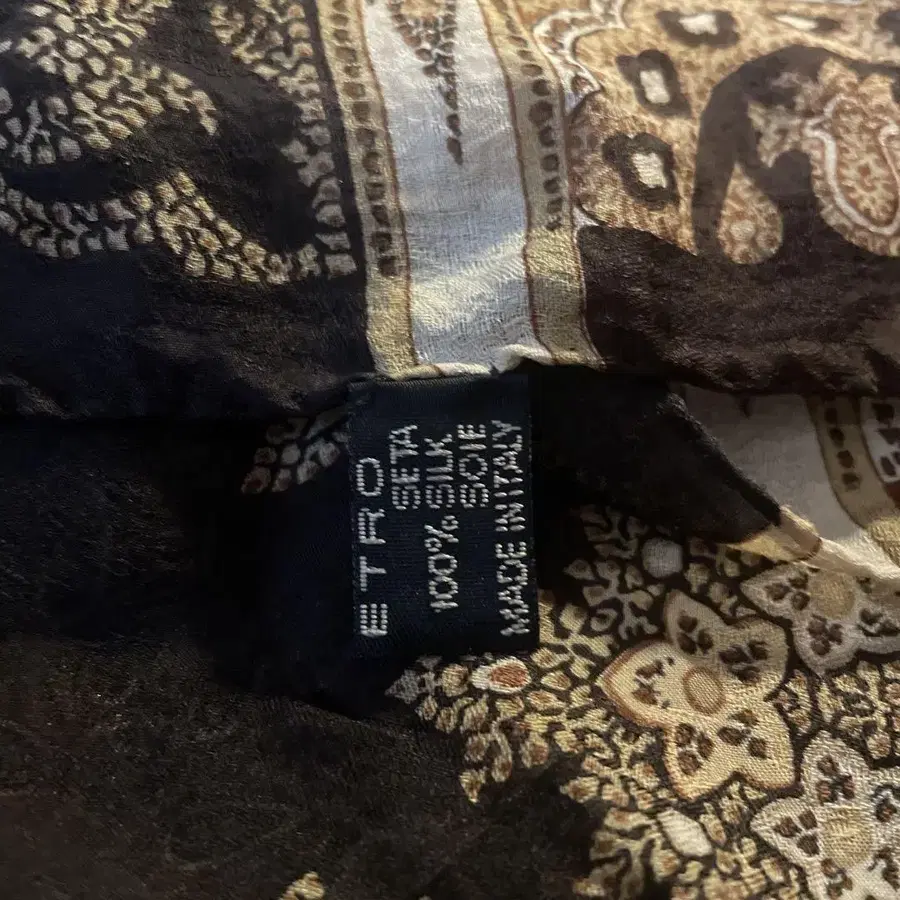 ETRO
SETA
100% SILK
SOIE
MADE IN ITALY